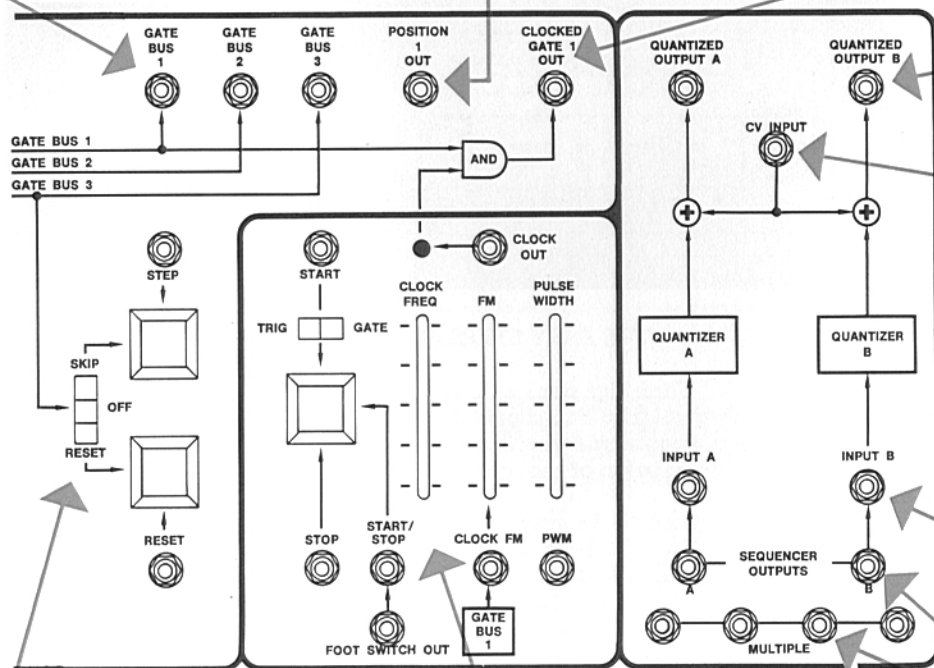 GATE
BUS
1
GATE
BUS
2
GATE
BUS
3
POSITION
1
OUT
CLOCKED
GATE 1
OUT
QUANTIZED
OUTPUT A
QUANTIZED
OUTPUT B
CV INPUT
GATE BUS 1
GATE BUS 2
GATE BUS 3
AND
STEP
START
CLOCK
OUT
CLOCK
FREQ
FM
PULSE
WIDTH
TRIG
GATE
QUANTIZER
A
QUANTIZER
B
SKIP
OFF
RESET
INPUT A
INPUT B
RESET
STOP
START/
STOP
CLOCK FM
PWM
SEQUENCER
OUTPUTS
A
B
GATE
BUS
1
FOOT SWITCH OUT
MULTIPLE